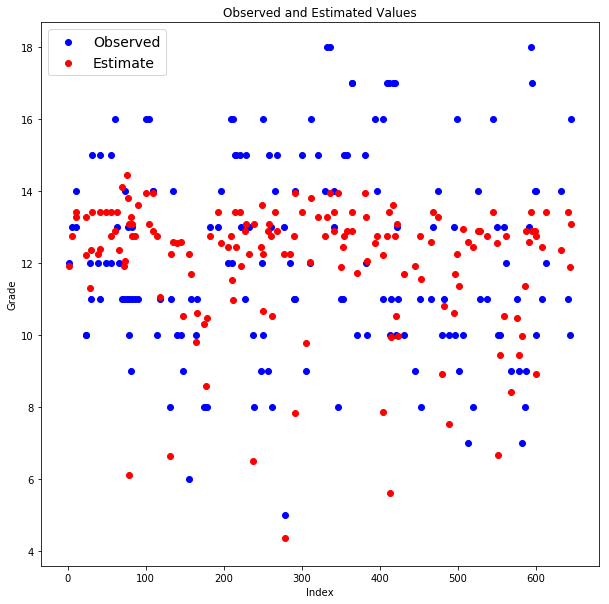 Observed and Estimated Values
Observed
Estimate
18
16
14
12
10
8
6
4
Grade
0 100 200 300 400 500 600
Index